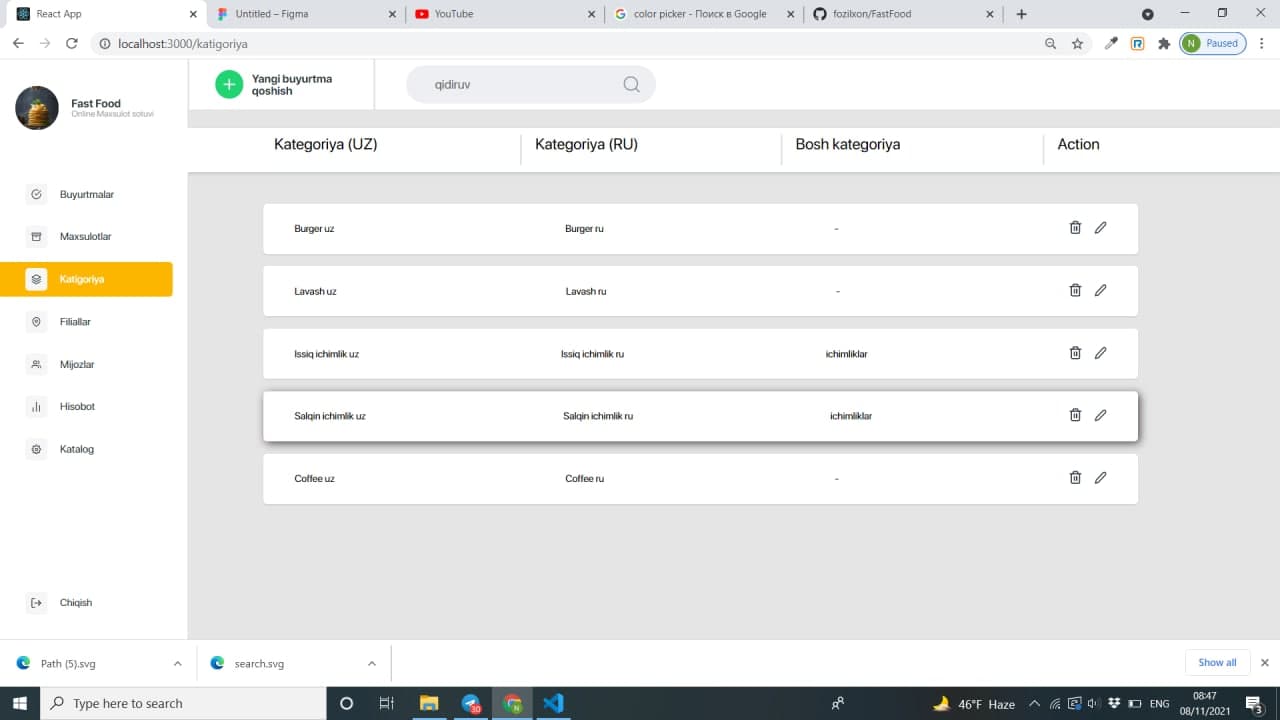 React App
Untitled – Figma
YouTube
color picker - Поиск в Google
fozilxon/FastFood
localhost:3000/katigoriya
N Paused
Fast Food
Online Maxsulot sotuvi
Yangi buyurtma
qoshish
qidiruv
Kategoriya (UZ) Kategoriya (RU) Bosh kategoriya Action
Buyurtmalar
Maxsulotlar
Katigoriya
Filiallar
Mijozlar
Hisobot
Katalog
Chiqish
Burger uz Burger ru -
Lavash uz Lavash ru -
Issiq ichimlik uz Issiq ichimlik ru ichimliklar
Salqin ichimlik uz Salqin ichimlik ru ichimliklar
Coffee uz Coffee ru -
Path (5).svg
search.svg
Show all
Type here to search
30
N
46°F Haze
ENG
08:47
08/11/2021
3